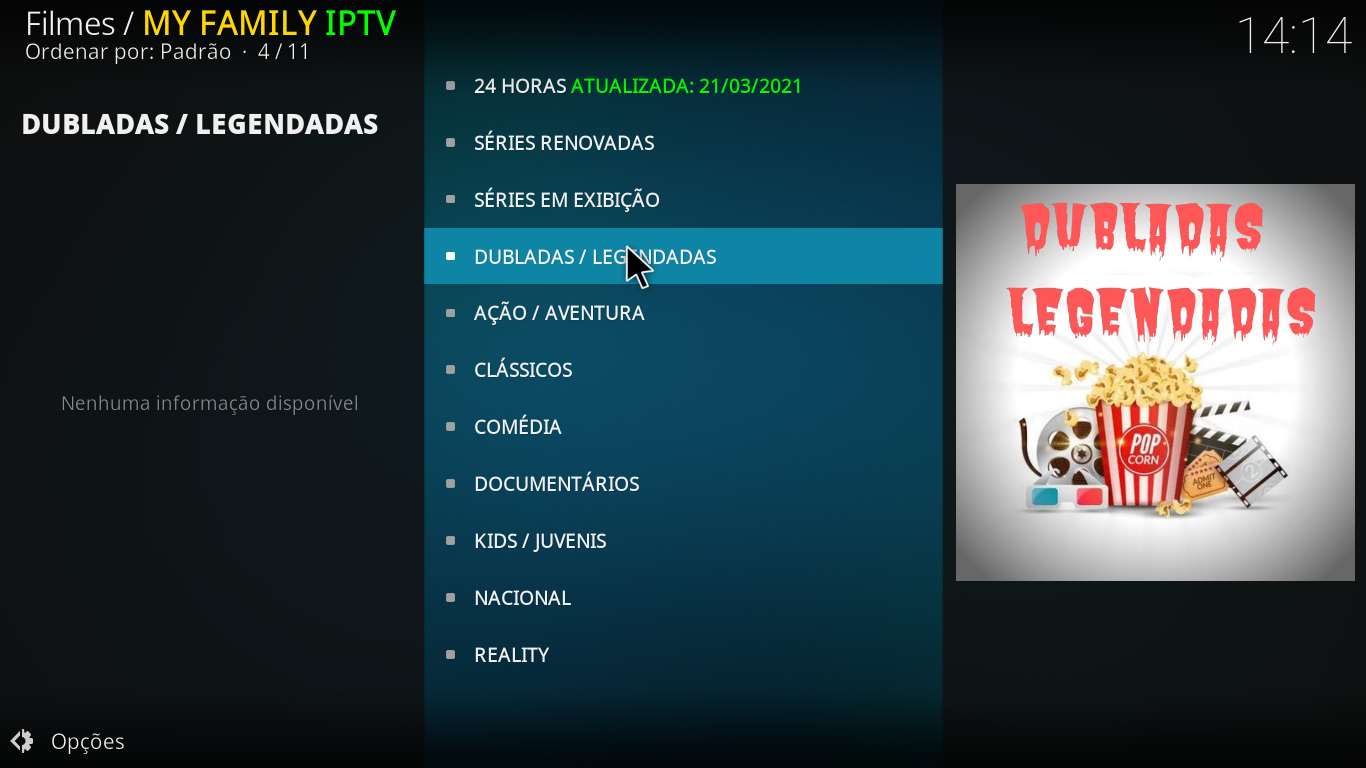 Filmes / MY FAMILY IPTV
Ordenar por: Padrão · 4 / 11
14:14
DUBLADAS / LEGENDADAS
Nenhuma informação disponível
24 HORAS ATUALIZADA: 21/03/2021
SÉRIES RENOVADAS
SÉRIES EM EXIBIÇÃO
DUBLADAS / LEGENDADAS
AÇÃO / AVENTURA
CLÁSSICOS
COMÉDIA
DOCUMENTÁRIOS
KIDS / JUVENIS
NACIONAL
REALITY
DUBLADAS
LEGENDADAS
POP
CORN
ADMIT
ONE
2
Opções